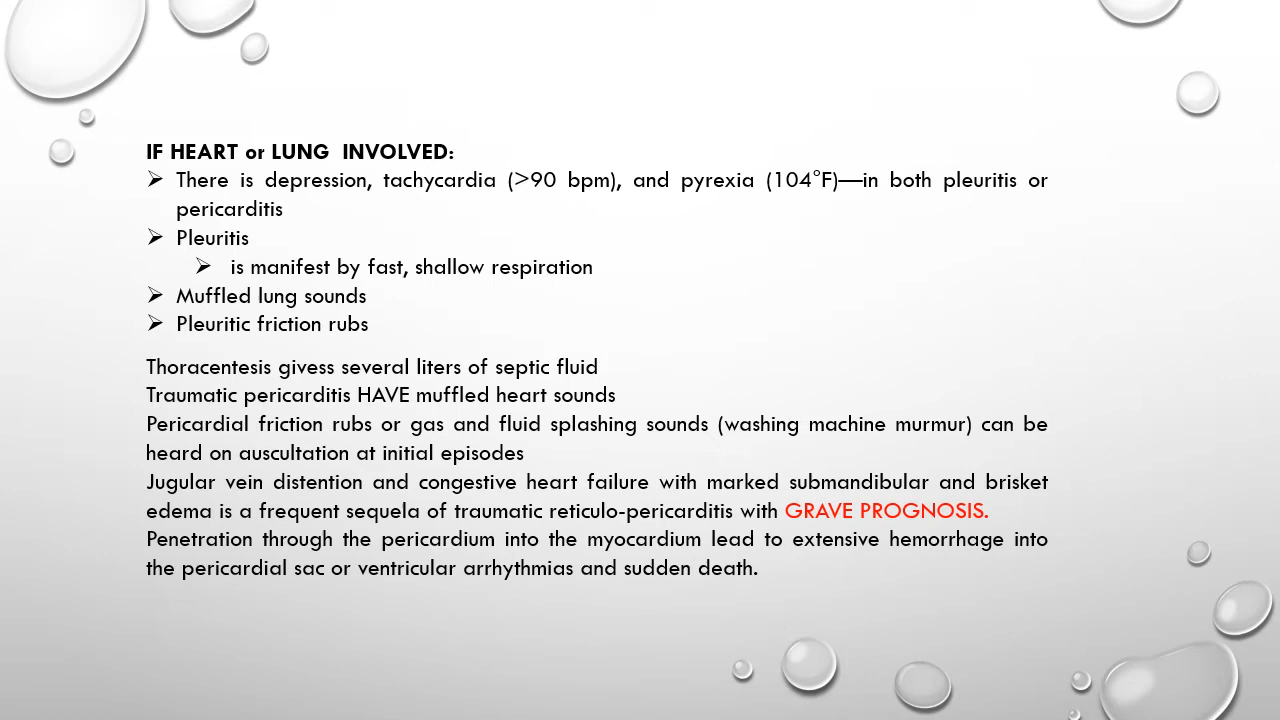 IF HEART or LUNG INVOLVED:
➢ There is depression, tachycardia (>90 bpm), and pyrexia (104°F)—in both pleuritis or
pericarditis
➢ Pleuritis
➢ is manifest by fast, shallow respiration
➢ Muffled lung sounds
➢ Pleuritic friction rubs
Thoracentesis givess several liters of septic fluid
Traumatic pericarditis HAVE muffled heart sounds
Pericardial friction rubs or gas and fluid splashing sounds (washing machine murmur) can be
heard on auscultation at initial episodes
Jugular vein distention and congestive heart failure with marked submandibular and brisket
edema is a frequent sequela of traumatic reticulo-pericarditis with GRAVE PROGNOSIS.
Penetration through the pericardium into the myocardium lead to extensive hemorrhage into
the pericardial sac or ventricular arrhythmias and sudden death.